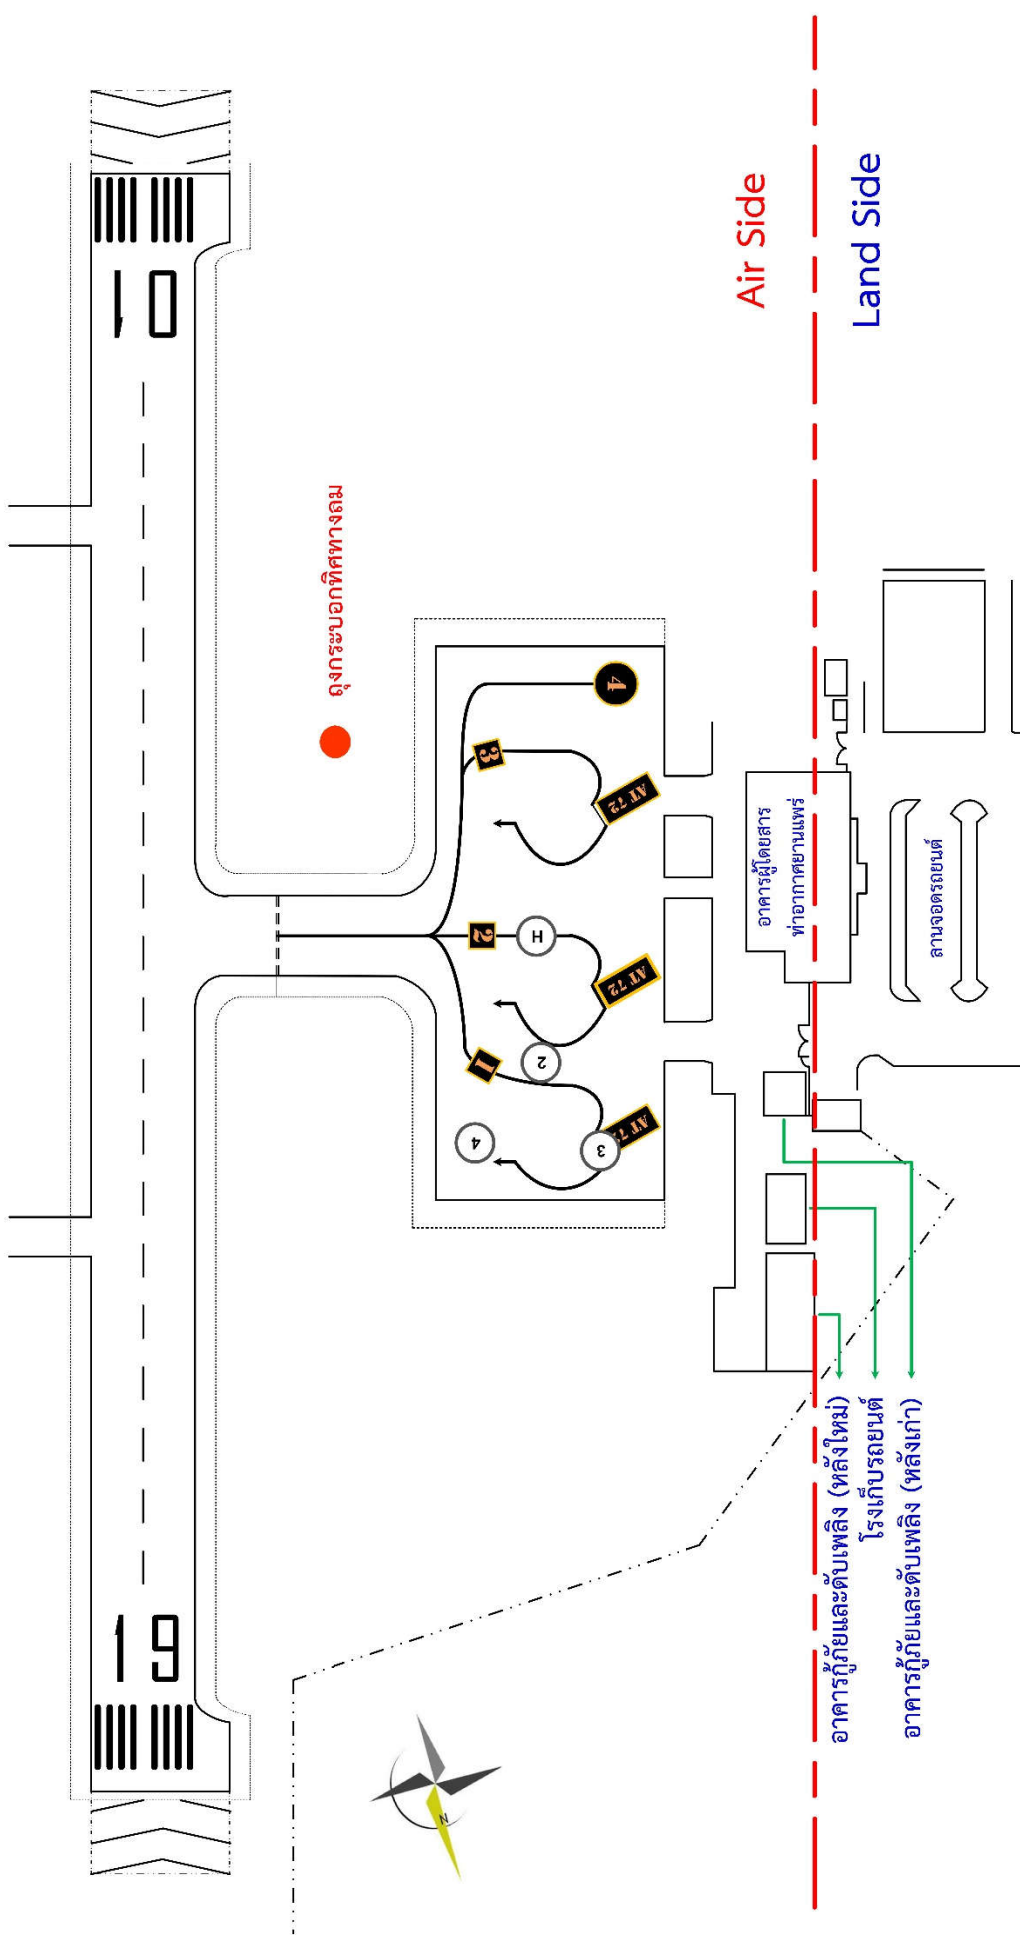 Air Side
Land Side
01
ถุงกระบอกทิศทางลม
4
3
AT 72
2
H
AT 72
2
1
AT 7
3
4
อาคารผู้โดยสาร
ท่าอากาศยานแพร่
ลานจอดรถยนต์
อาคารกู้ภัยและดับเพลิง (หลังใหม่)
โรงเก็บรถยนต์
อาคารกู้ภัยและดับเพลิง (หลังเก่า)
19
N